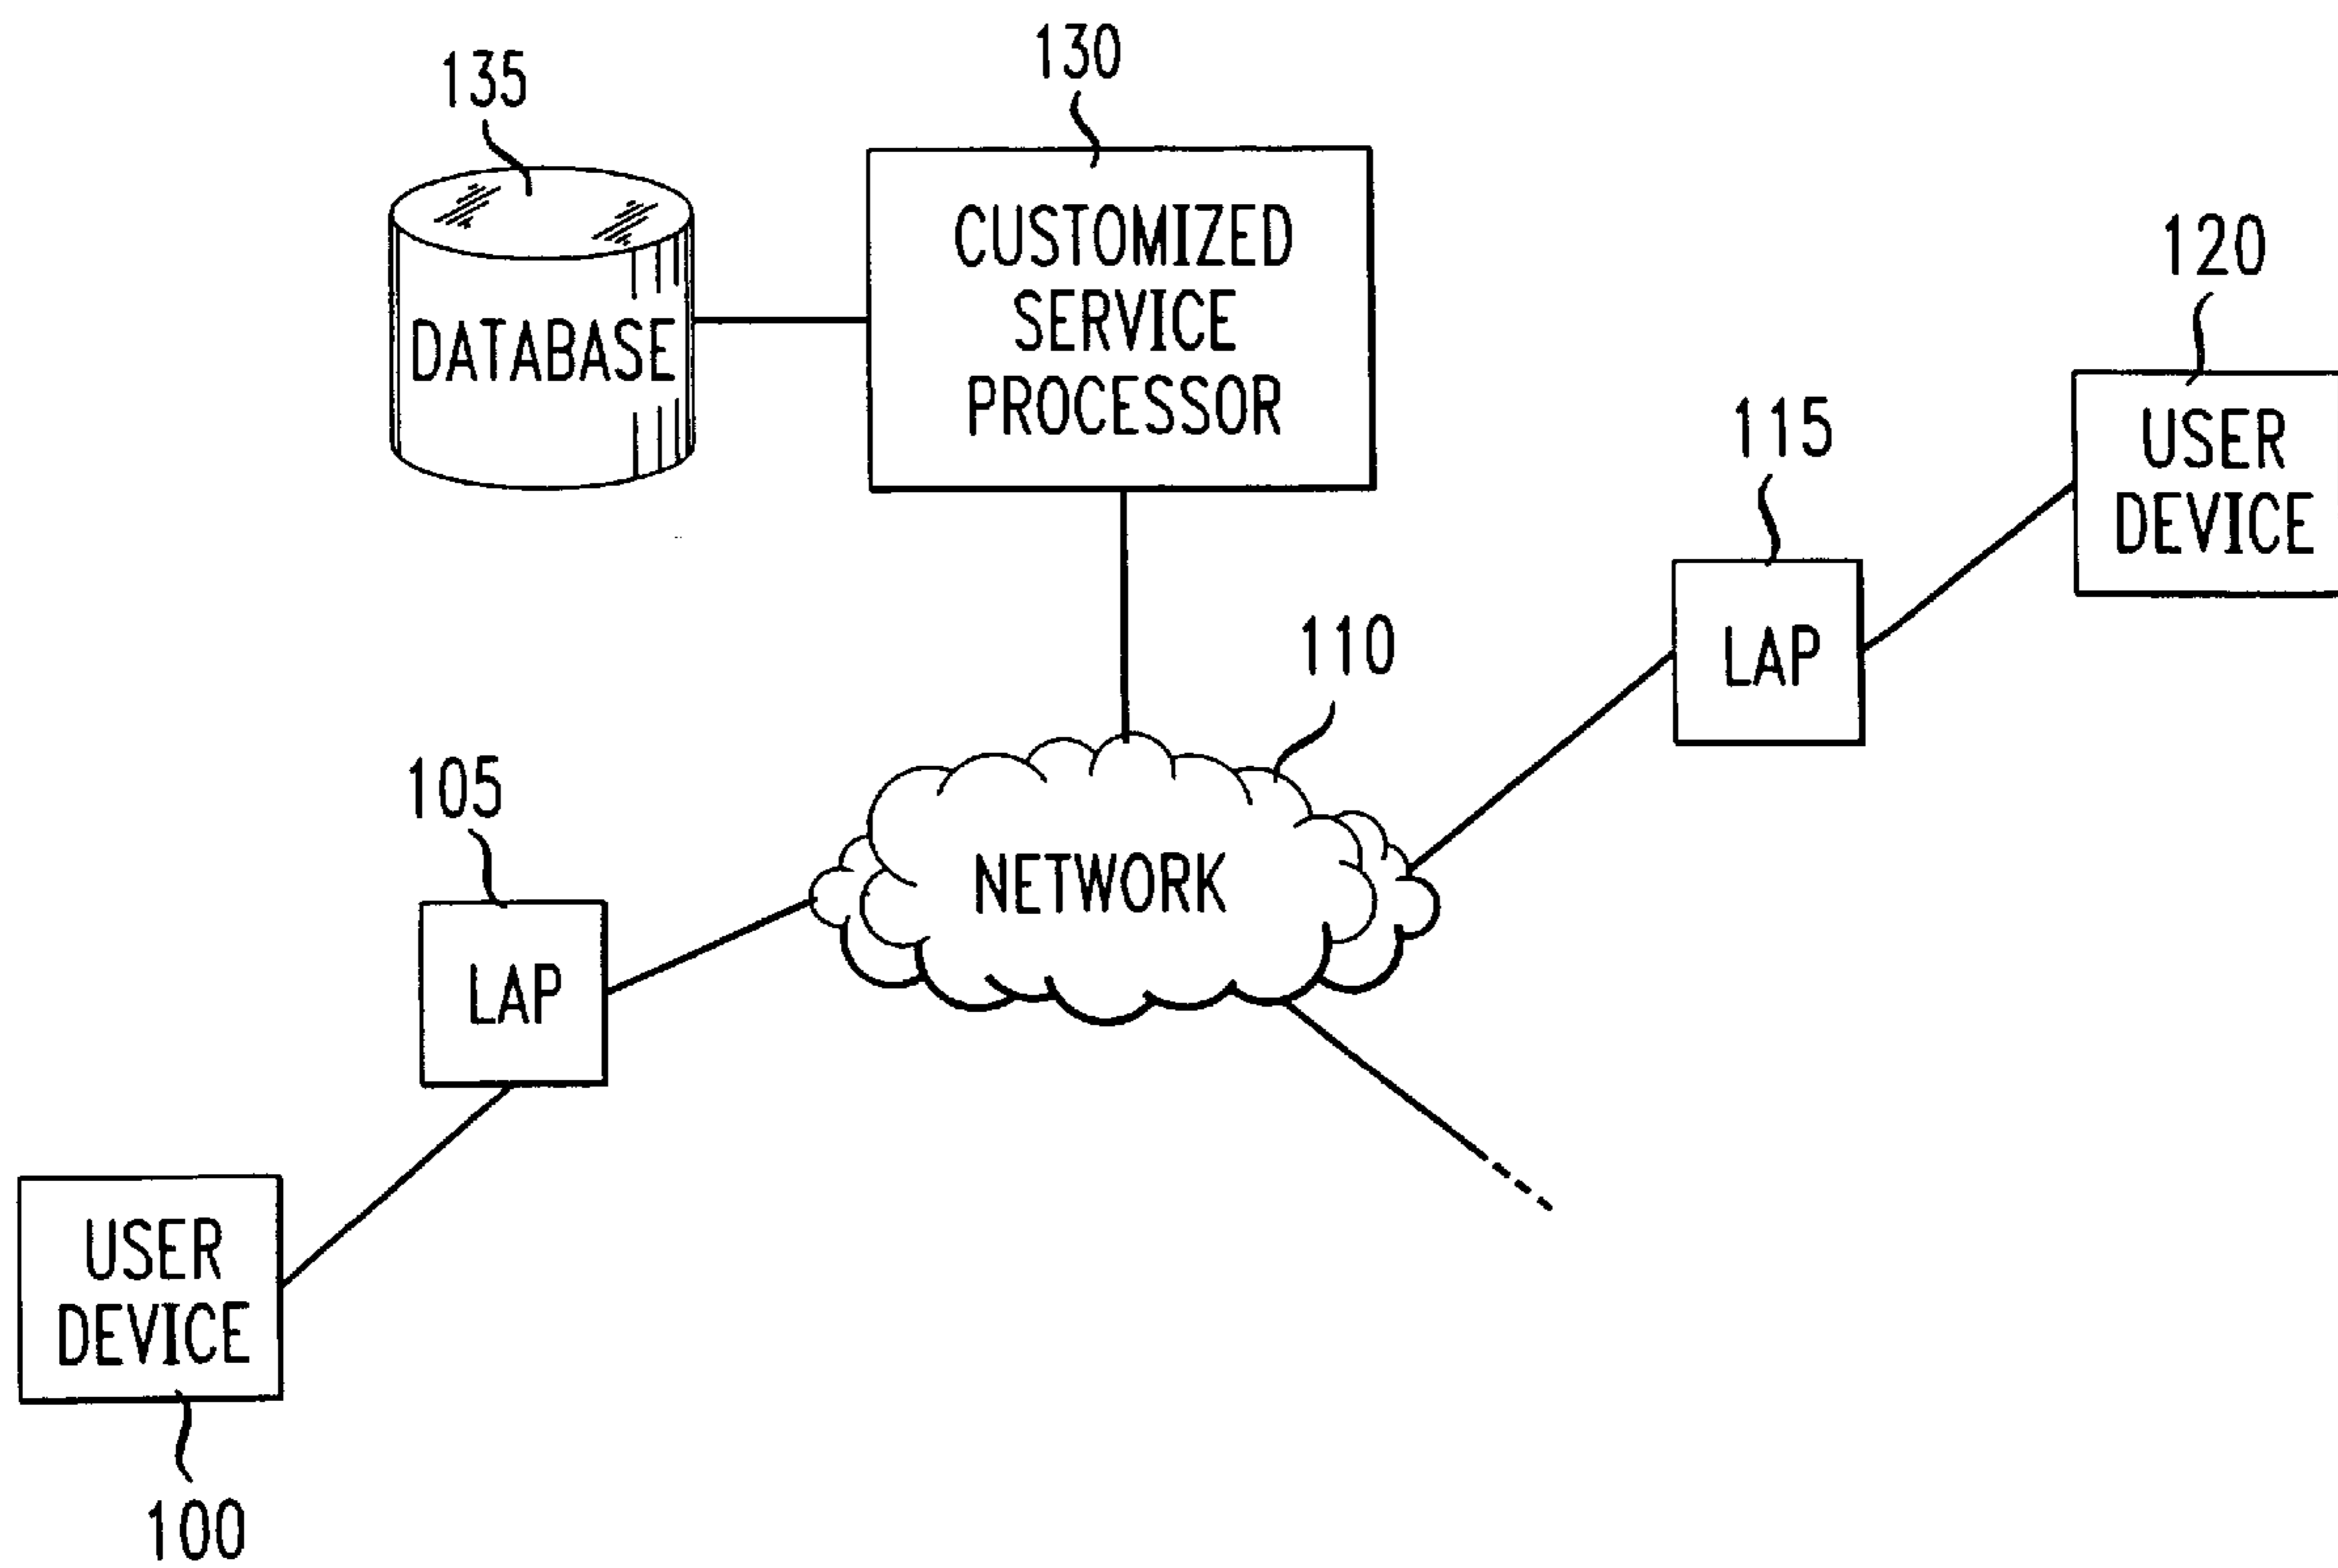 130
135
CUSTOMIZED
SERVICE
PROCESSOR
DATABASE
120
USER
DEVICE
115
LAP
110
NETWORK
105
LAP
USER
DEVICE
100